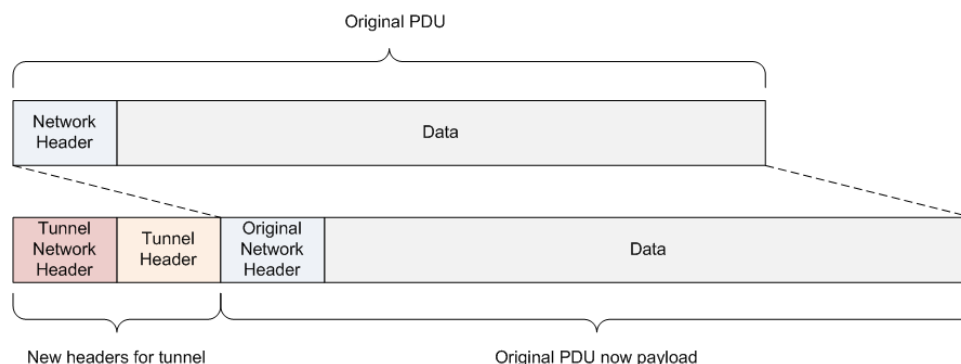 Original PDU
Network
Header
Data
Tunnel
Network
Header
Tunnel
Header
Original
Network
Header
Data
New headers for tunnel
Original PDU now payload